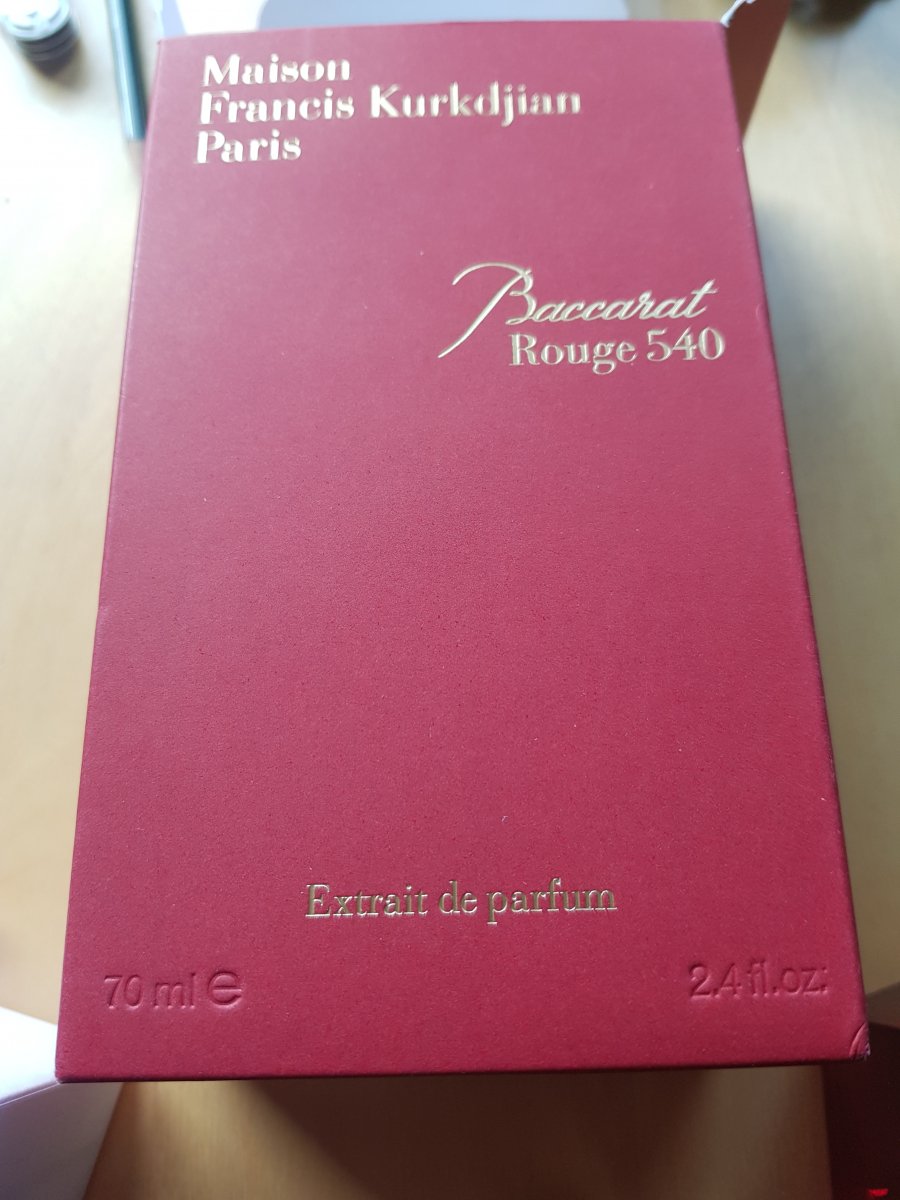 Maison
Francis Kurkdjian
Paris
Baccarat
Rouge 540
Extrait de parfum
70 ml ℮
2.4 fl.oz.